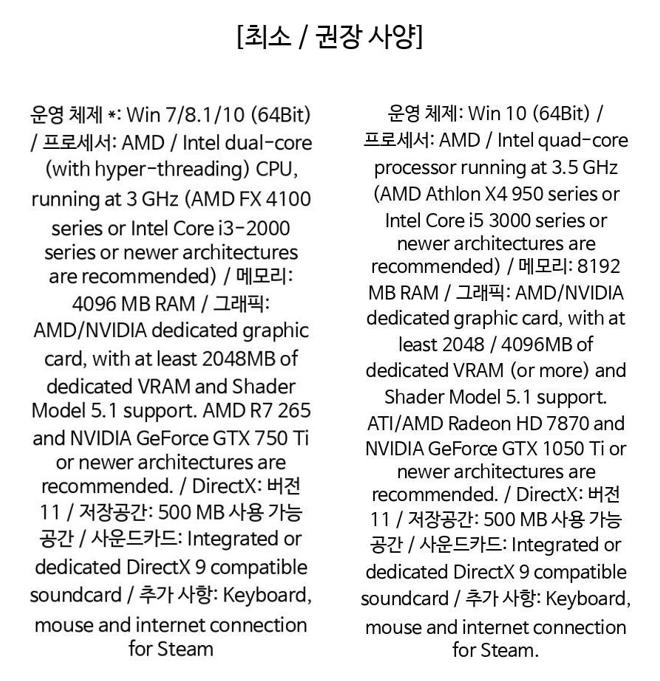 [최소 / 권장 사양]
운영 체제 *: Win 7/8.1/10 (64Bit)
/ 프로세서: AMD / Intel dual-core
(with hyper-threading) CPU,
running at 3 GHz (AMD FX 4100
series or Intel Core i3-2000
series or newer architectures
are recommended) / 메모리:
4096 MB RAM / 그래픽:
AMD/NVIDIA dedicated graphic
card, with at least 2048MB of
dedicated VRAM and Shader
Model 5.1 support. AMD R7 265
and NVIDIA GeForce GTX 750 Ti
or newer architectures are
recommended. / DirectX: 버전
11 / 저장공간: 500 MB 사용 가능
공간 / 사운드카드: Integrated or
dedicated DirectX 9 compatible
soundcard / 추가 사항: Keyboard,
mouse and internet connection
for Steam
운영 체제: Win 10 (64Bit) /
프로세서: AMD / Intel quad-core
processor running at 3.5 GHz
(AMD Athlon X4 950 series or
Intel Core i5 3000 series or
newer architectures are
recommended) / 메모리: 8192
MB RAM / 그래픽: AMD/NVIDIA
dedicated graphic card, with at
least 2048 / 4096MB of
dedicated VRAM (or more) and
Shader Model 5.1 support.
ATI/AMD Radeon HD 7870 and
NVIDIA GeForce GTX 1050 Ti or
newer architectures are
recommended. / DirectX: 버전
11 / 저장공간: 500 MB 사용 가능
공간 / 사운드카드: Integrated or
dedicated DirectX 9 compatible
soundcard / 추가 사항: Keyboard,
mouse and internet connection
for Steam.